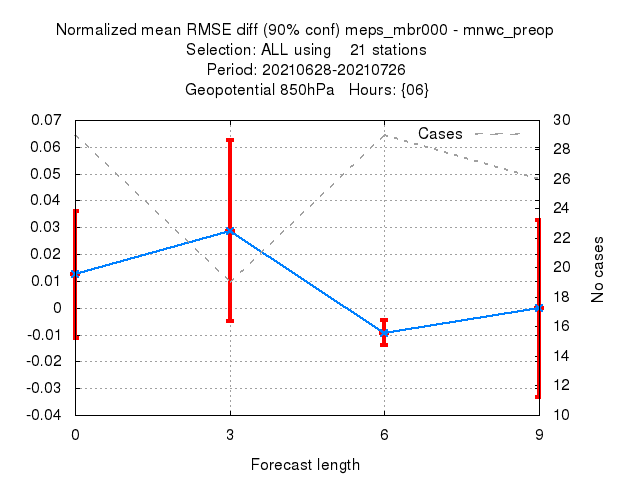 Normalized mean RMSE diff (90% conf) meps_mbr000 - mnwc_preop
Selection: ALL using    21 stations
Period: 20210628-20210726
Geopotential 850hPa   Hours: {06}
Cases
0.07
0.06
0.05
0.04
0.03
0.02
0.01
0
-0.01
-0.02
-0.03
-0.04
30
28
26
24
22
20
18
16
14
12
10
No cases
0 3 6 9
Forecast length